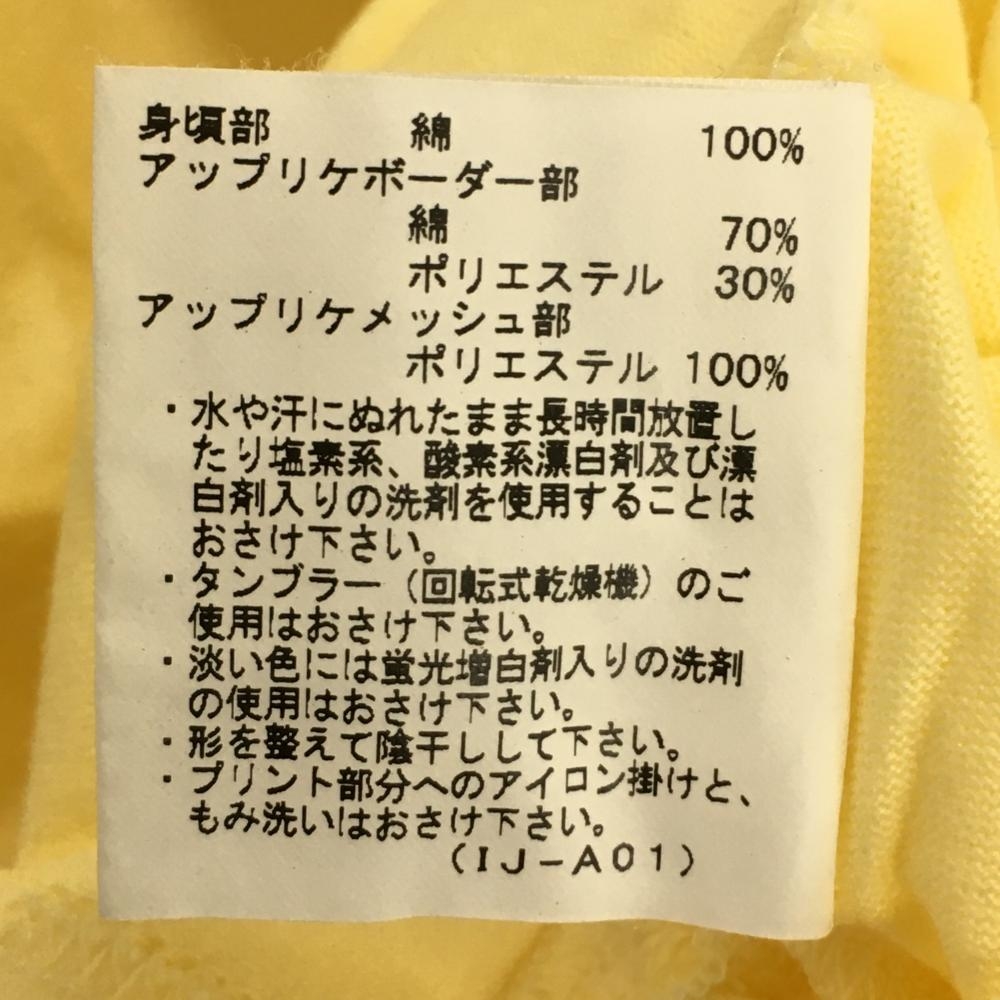 身頃部 綿 100%
アップリケボーダー部
綿 70%
ポリエステル 30%
アップリケメッシュ部
ポリエステル 100%
・水や汗にぬれたまま長時間放置し
たり塩素系、酸素系漂白剤及び漂
白剤入りの洗剤を使用することは
おさけ下さい。
・タンブラー（回転式乾燥機）のご
使用はおさけ下さい。
・淡い色には蛍光増白剤入りの洗剤
の使用はおさけ下さい。
・形を整えて陰干しして下さい。
・プリント部分へのアイロン掛けと、
もみ洗いはおさけ下さい。
（IJ－A01）